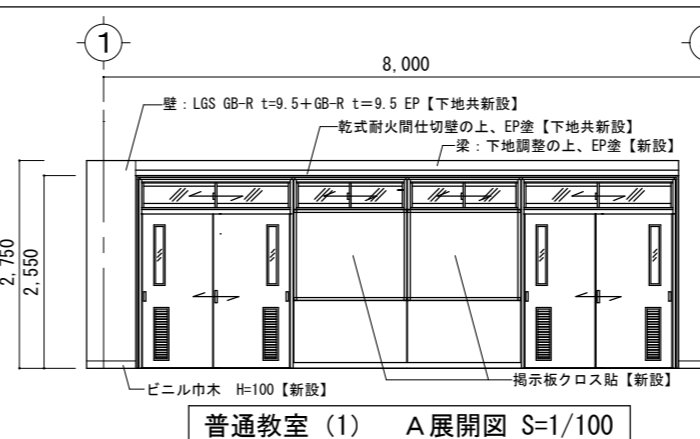 1
8,000
壁：LGS GB-R t=9.5＋GB-R t＝9.5 EP【下地共新設】
乾式耐火間仕切壁の上、EP塗【下地共新設】
梁：下地調整の上、EP塗【新設】
2,750
2,550
ビニル巾木 H=100【新設】
掲示板クロス貼【新設】
普通教室（1） A展開図 S=1/100